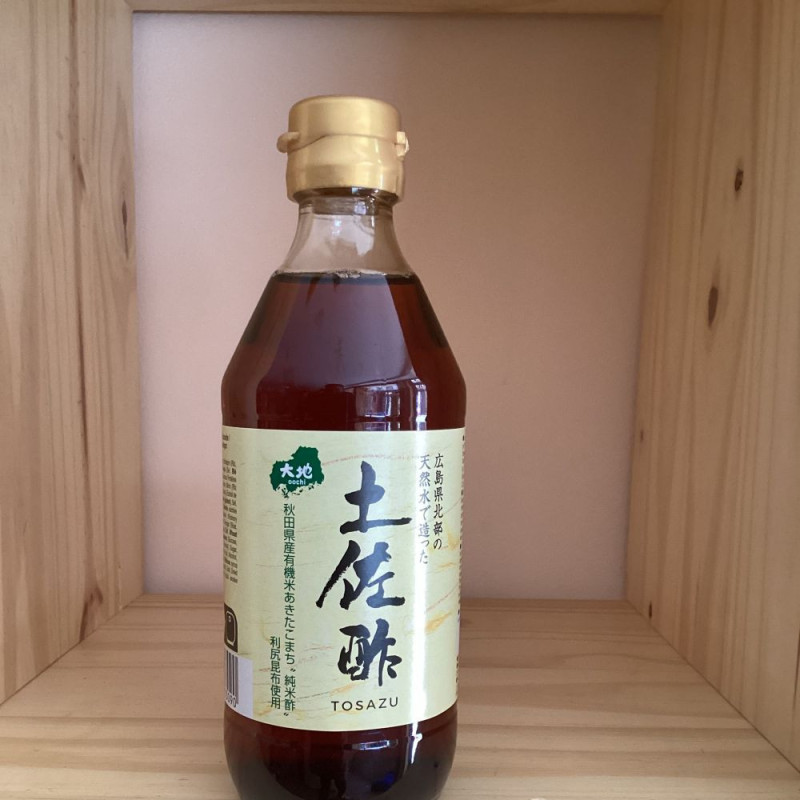 広島県北部の
天然水で造った
土佐酢
TOSAZU
大地
oochi
秋田県産有機米あきたこまち〝純米酢〟
利尻昆布使用